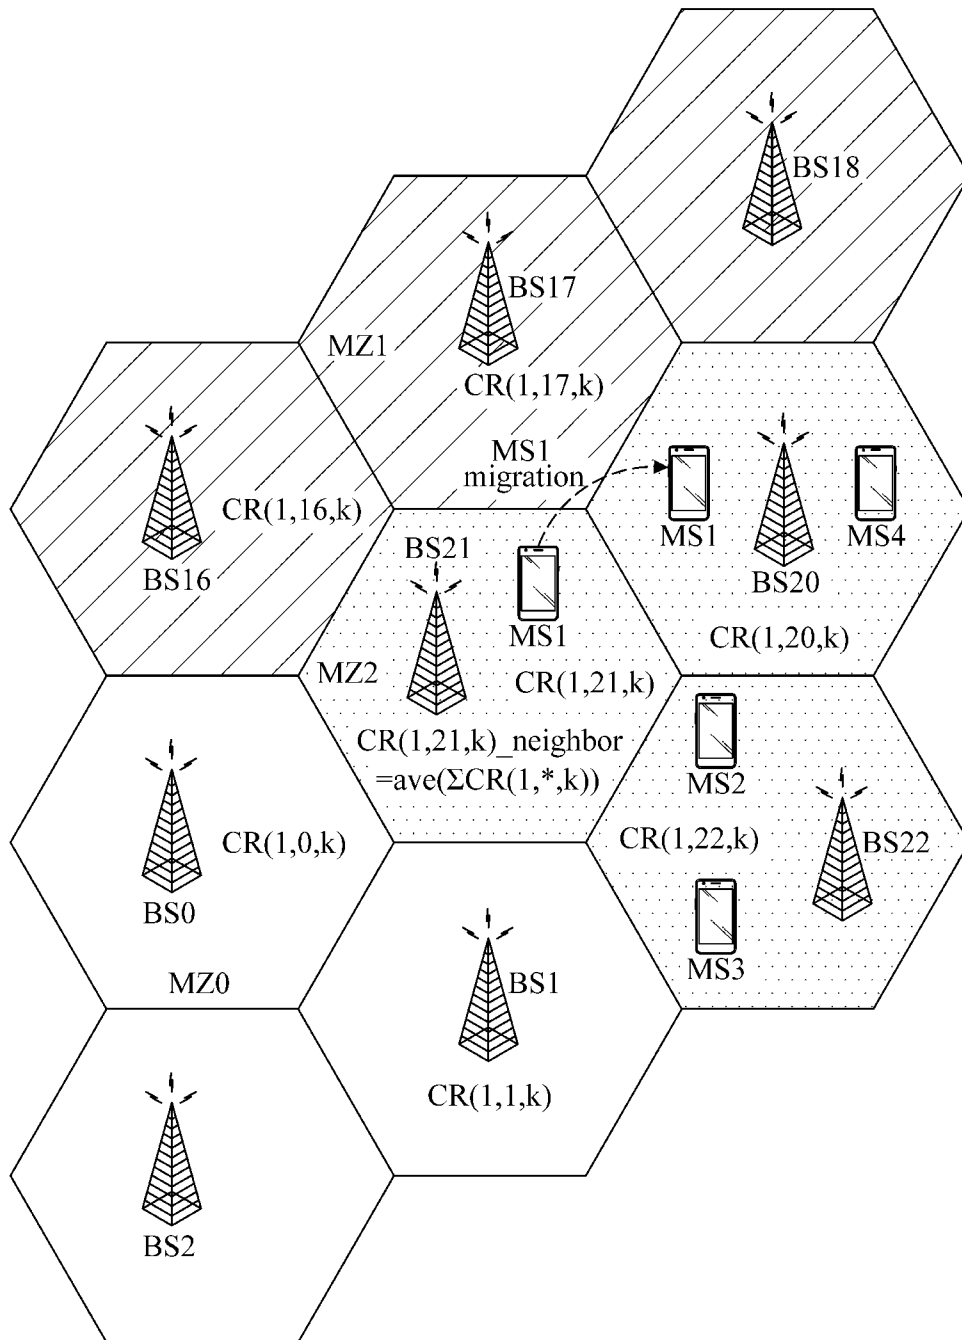 BS18
BS17
MZ1
CR(1,17,k)
MS1
migration
CR(1,16,k)
BS16
MS1
MS4
BS20
CR(1,20,k)
BS21
MS1
MZ2
CR(1,21,k)
CR(1,21,k)_neighbor
=ave(ΣCR(1,*,k))
MS2
CR(1,22,k)
BS22
MS3
CR(1,0,k)
BS0
MZ0
BS1
CR(1,1,k)
BS2